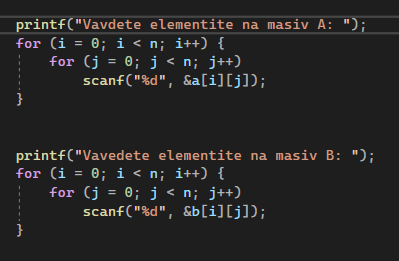 printf("Vavdete elementite na masiv A: ");
for (i = 0; i < n; i++) {
    for (j = 0; j < n; j++)
        scanf("%d", &a[i][j]);
}
printf("Vavedete elementite na masiv B: ");
for (i = 0; i < n; i++) {
    for (j = 0; j < n; j++)
        scanf("%d", &b[i][j]);
}